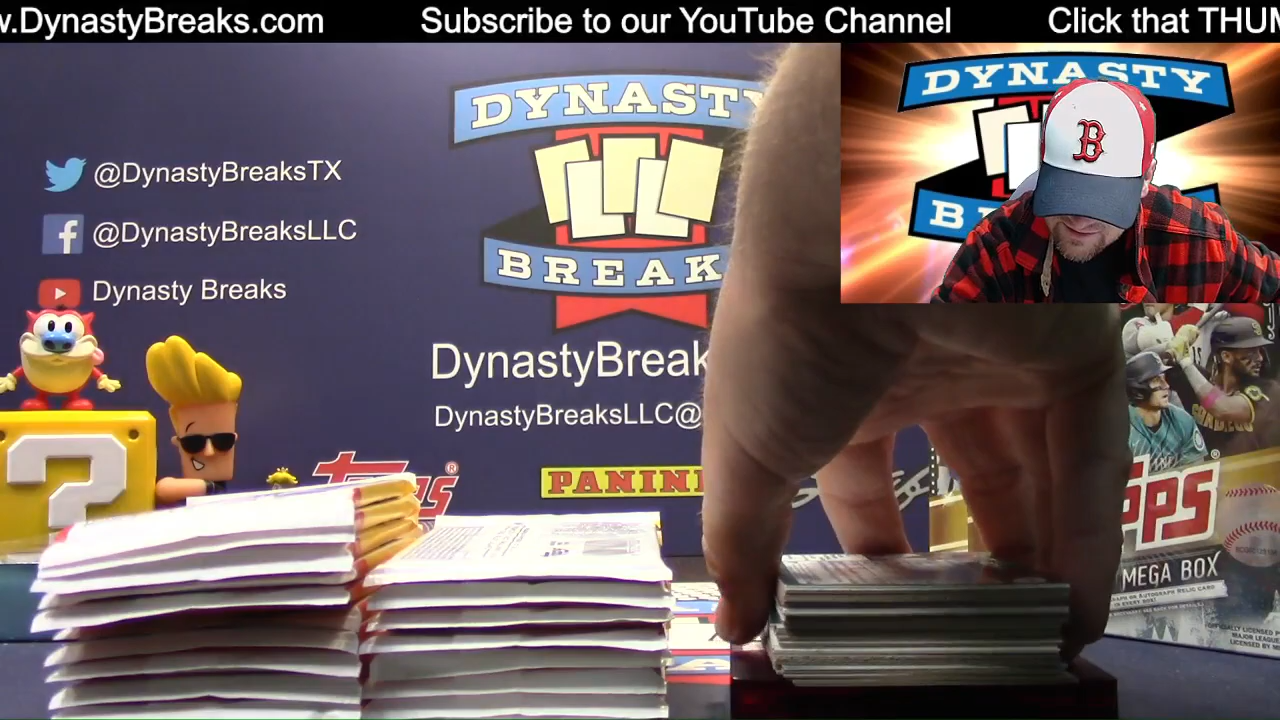 w.DynastyBreaks.com Subscribe to our YouTube Channel Click that THUM
DYNASTY
BREAK
DYNASTY
B
B
@DynastyBreaksTX
@DynastyBreaksLLC
Dynasty Breaks
DynastyBreak
DynastyBreaksLLC@
?
PANINI
MEGA BOX